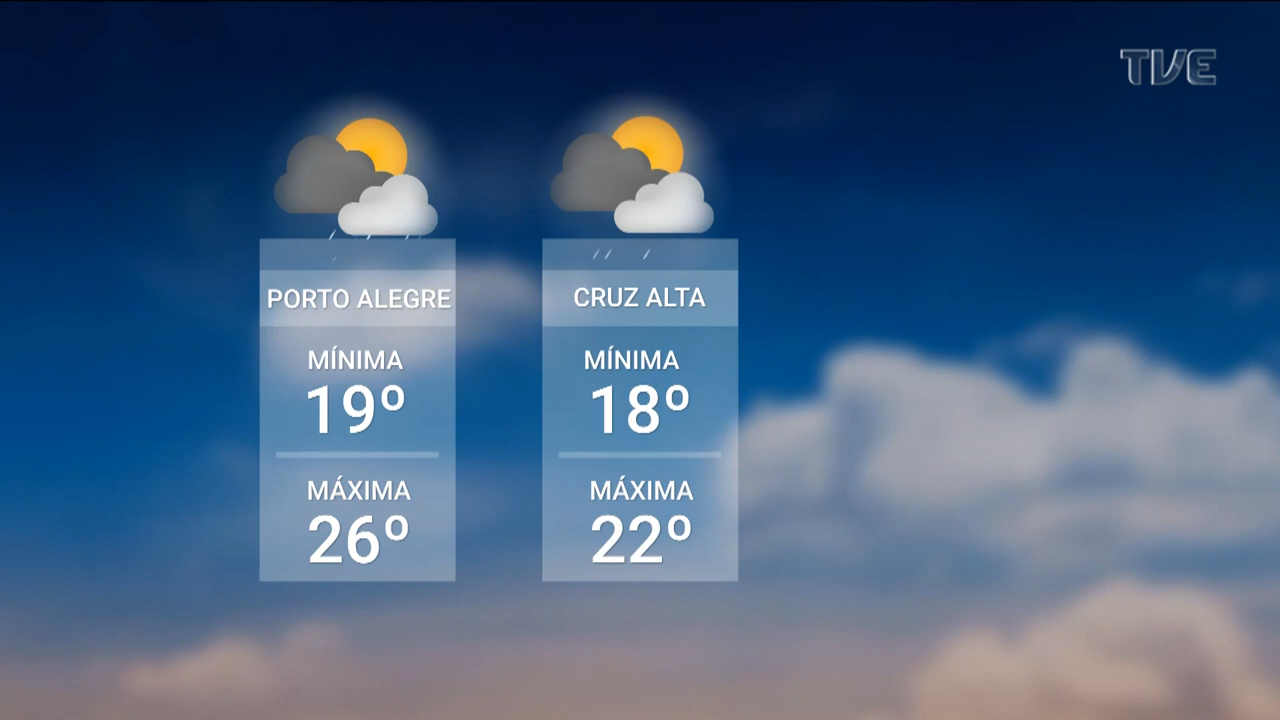 TVE
PORTO ALEGRE
MÍNIMA
19º
MÁXIMA
26º
CRUZ ALTA
MÍNIMA
18º
MÁXIMA
22º